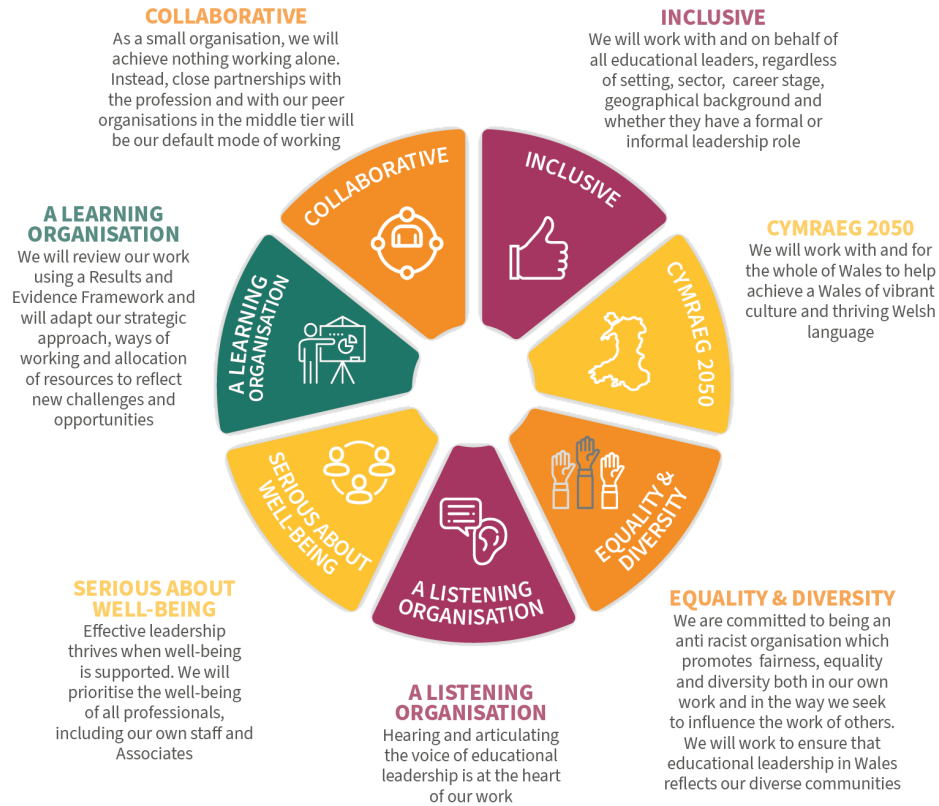 COLLABORATIVE
As a small organisation, we will
achieve nothing working alone.
Instead, close partnerships with
the profession and with our peer
organisations in the middle tier will
be our default mode of working
INCLUSIVE
We will work with and on behalf of
all educational leaders, regardless
of setting, sector, career stage,
geographical background and
whether they have a formal or
informal leadership role
A LEARNING
ORGANISATION
We will review our work
using a Results and
Evidence Framework and
will adapt our strategic
approach, ways of
working and allocation
of resources to reflect
new challenges and
opportunities
CYMRAEG 2050
We will work with and for
the whole of Wales to help
achieve a Wales of vibrant
culture and thriving Welsh
language
COLLABORATIVE
INCLUSIVE
CYMRAEG 2050
EQUALITY &
DIVERSITY
A LISTENING
ORGANISATION
SERIOUS ABOUT
WELL-BEING
A LEARNING
ORGANISATION
SERIOUS ABOUT
WELL-BEING
Effective leadership
thrives when well-being
is supported. We will
prioritise the well-being
of all professionals,
including our own staff and
Associates
A LISTENING
ORGANISATION
Hearing and articulating
the voice of educational
leadership is at the heart
of our work
EQUALITY & DIVERSITY
We are committed to being an
anti racist organisation which
promotes fairness, equality
and diversity both in our own
work and in the way we seek
to influence the work of others.
We will work to ensure that
educational leadership in Wales
reflects our diverse communities